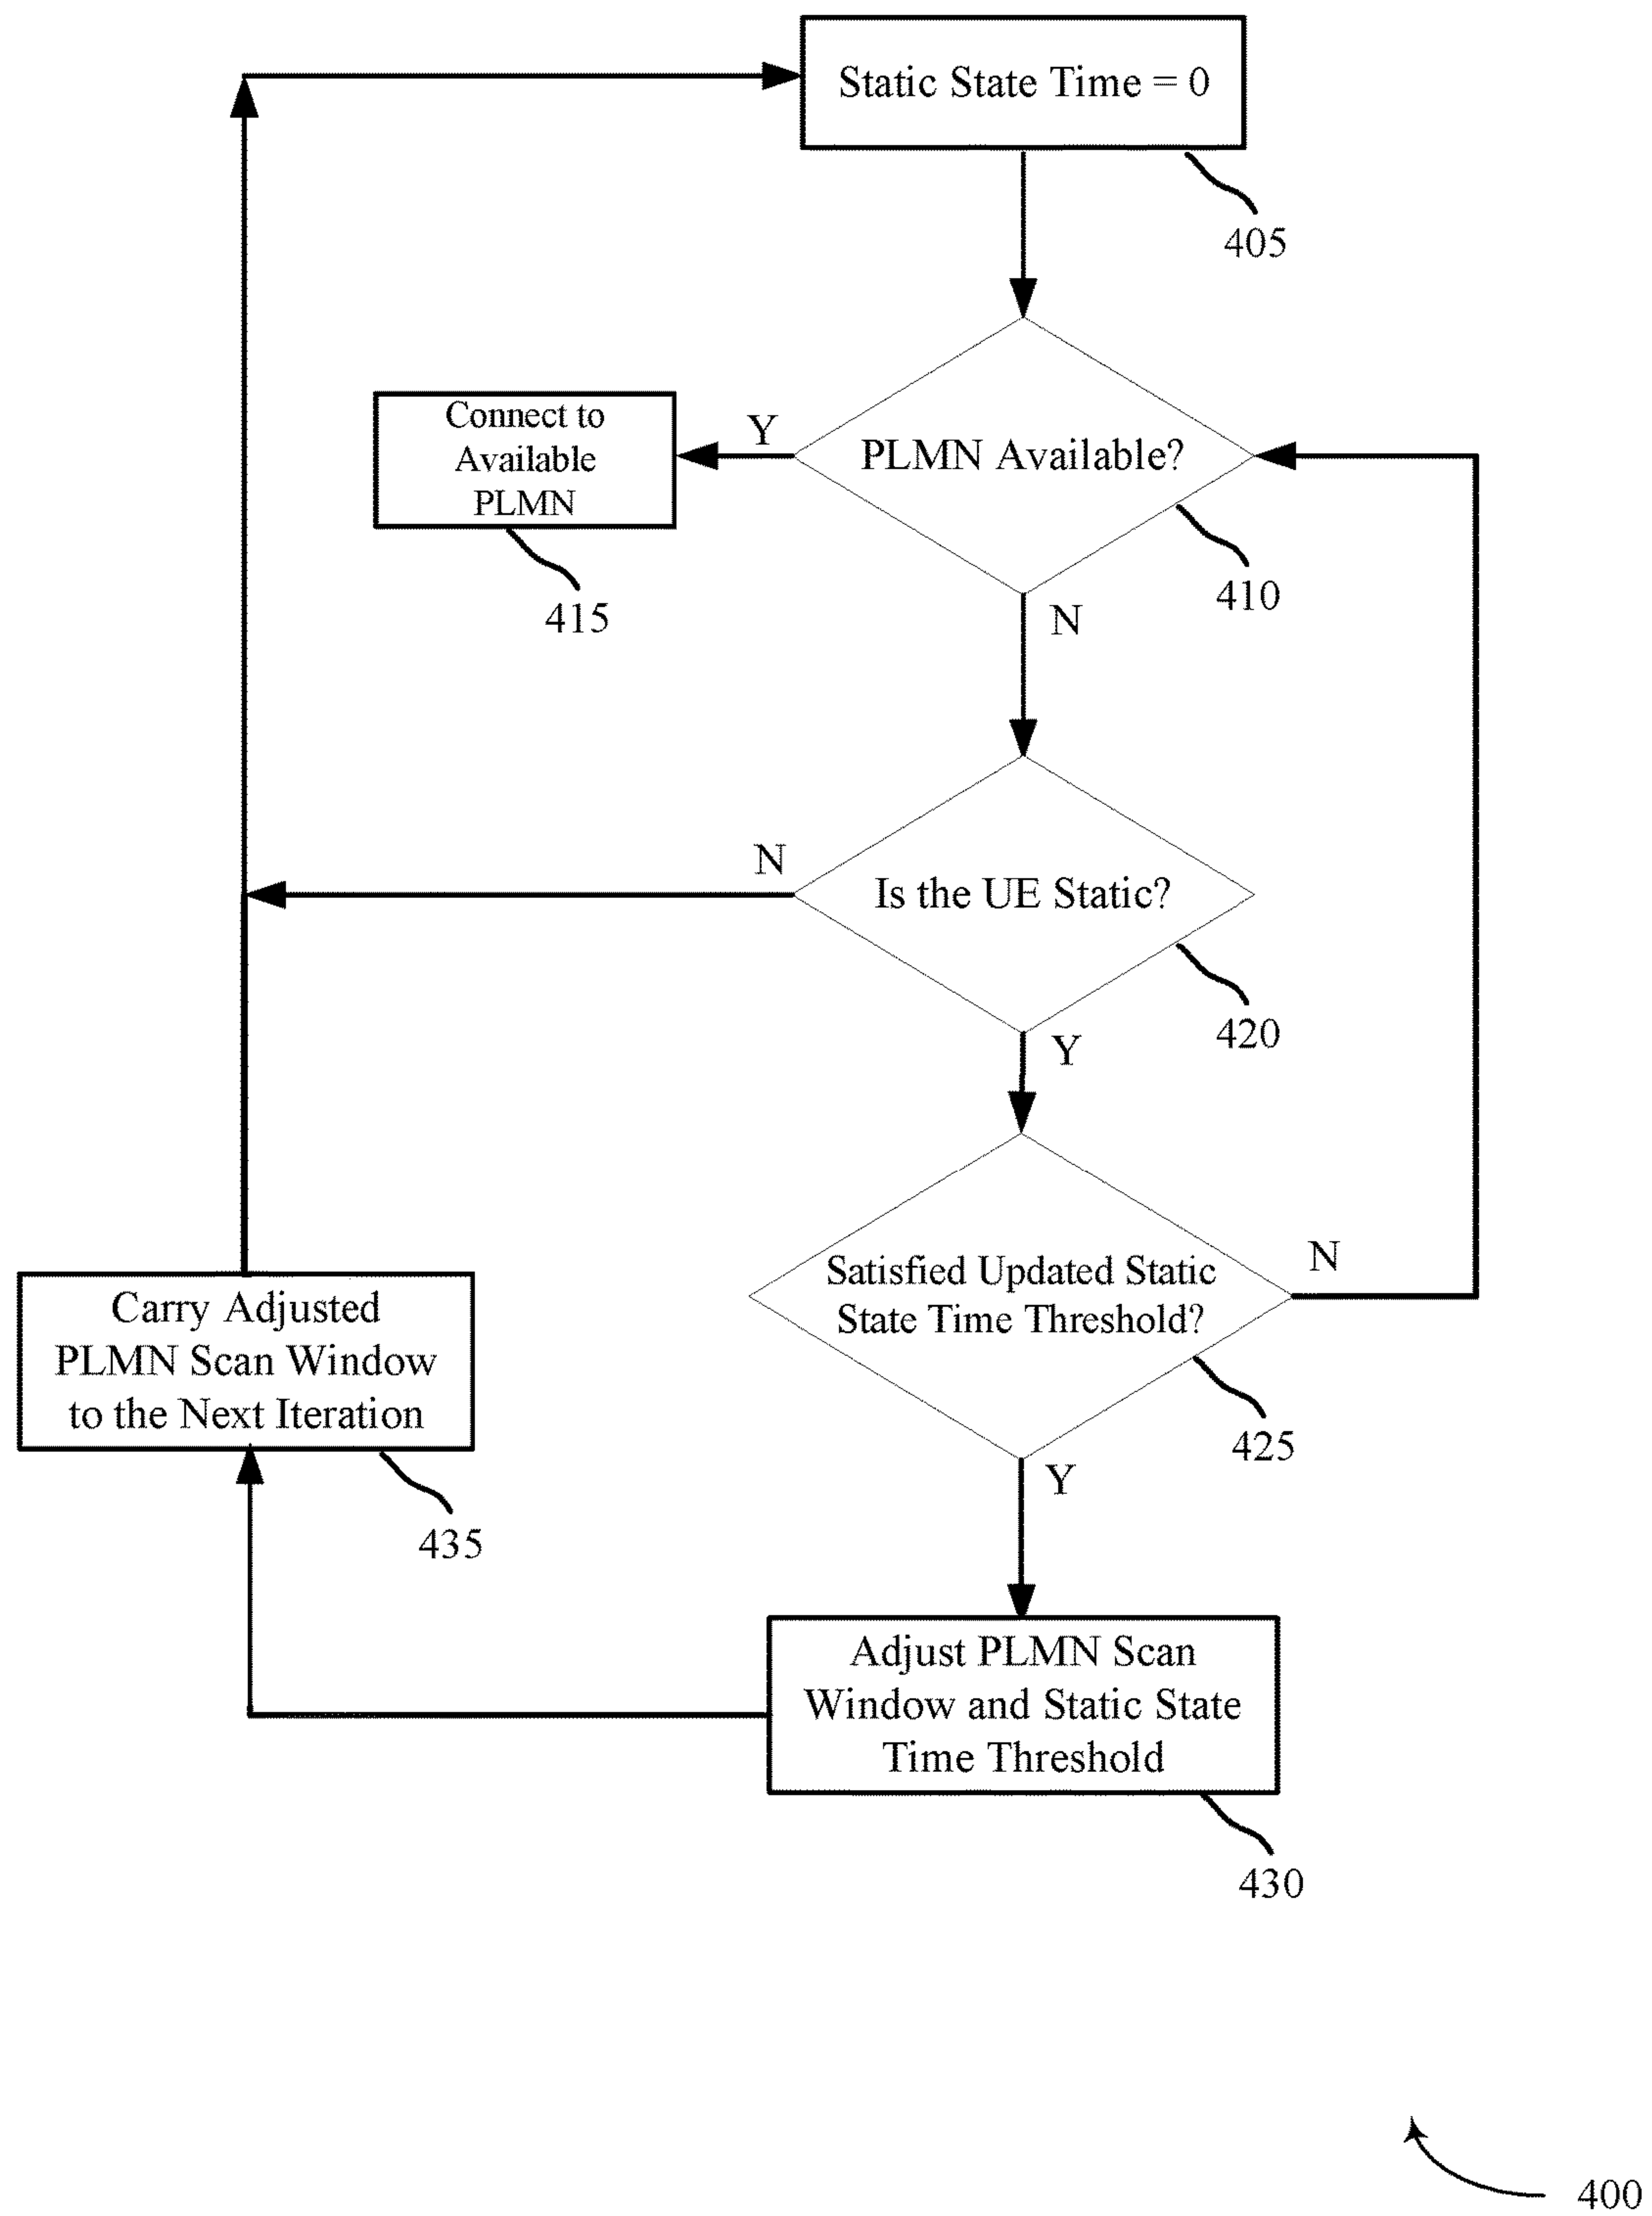 Static State Time = 0
405
Connect to
Available
PLMN
415
Y
PLMN Available?
410
N
N
Is the UE Static?
420
Y
Satisfied Updated Static
State Time Threshold?
N
425
Y
Carry Adjusted
PLMN Scan Window
to the Next Iteration
435
Adjust PLMN Scan
Window and Static State
Time Threshold
430
400